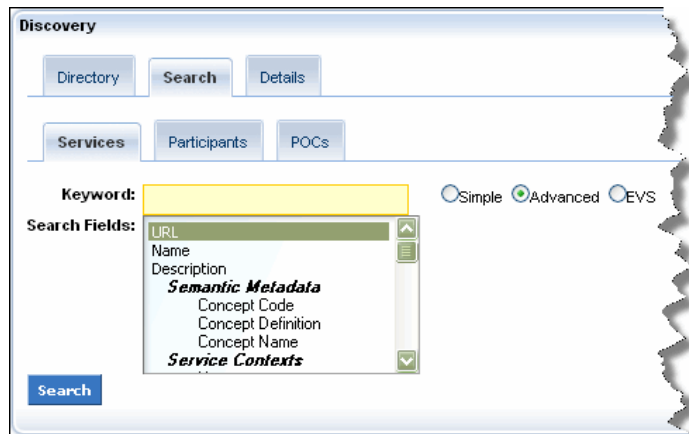 Discovery
Directory Search Details
Services Participants POCs
Keyword: Simple Advanced EVS
Search Fields: URL
Name
Description
Semantic Metadata
Concept Code
Concept Definition
Concept Name
Service Contexts
Search